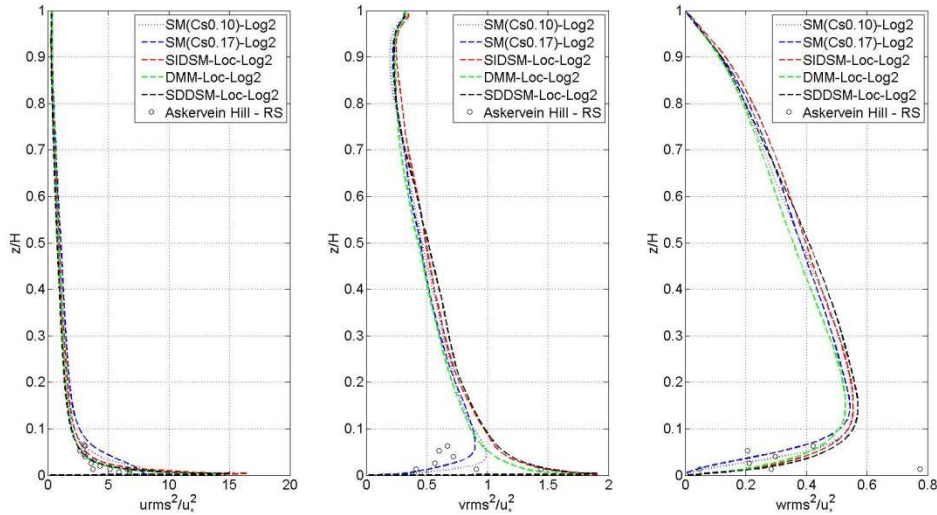 SM(Cs0.10)-Log2
SM(Cs0.17)-Log2
SIDSM-Loc-Log2
DMM-Loc-Log2
SDDSM-Loc-Log2
Askervein Hill - RS
1
0.9
0.8
0.7
0.6
0.5
0.4
0.3
0.2
0.1
0
z/H
0 5 10 15 20
urms²/u²*
SM(Cs0.10)-Log2
SM(Cs0.17)-Log2
SIDSM-Loc-Log2
DMM-Loc-Log2
SDDSM-Loc-Log2
Askervein Hill - RS
1
0.9
0.8
0.7
0.6
0.5
0.4
0.3
0.2
0.1
0
z/H
0 0.5 1 1.5 2
vrms²/u²*
SM(Cs0.10)-Log2
SM(Cs0.17)-Log2
SIDSM-Loc-Log2
DMM-Loc-Log2
SDDSM-Loc-Log2
Askervein Hill - RS
1
0.9
0.8
0.7
0.6
0.5
0.4
0.3
0.2
0.1
0
z/H
0 0.2 0.4 0.6 0.8
wrms²/u²*